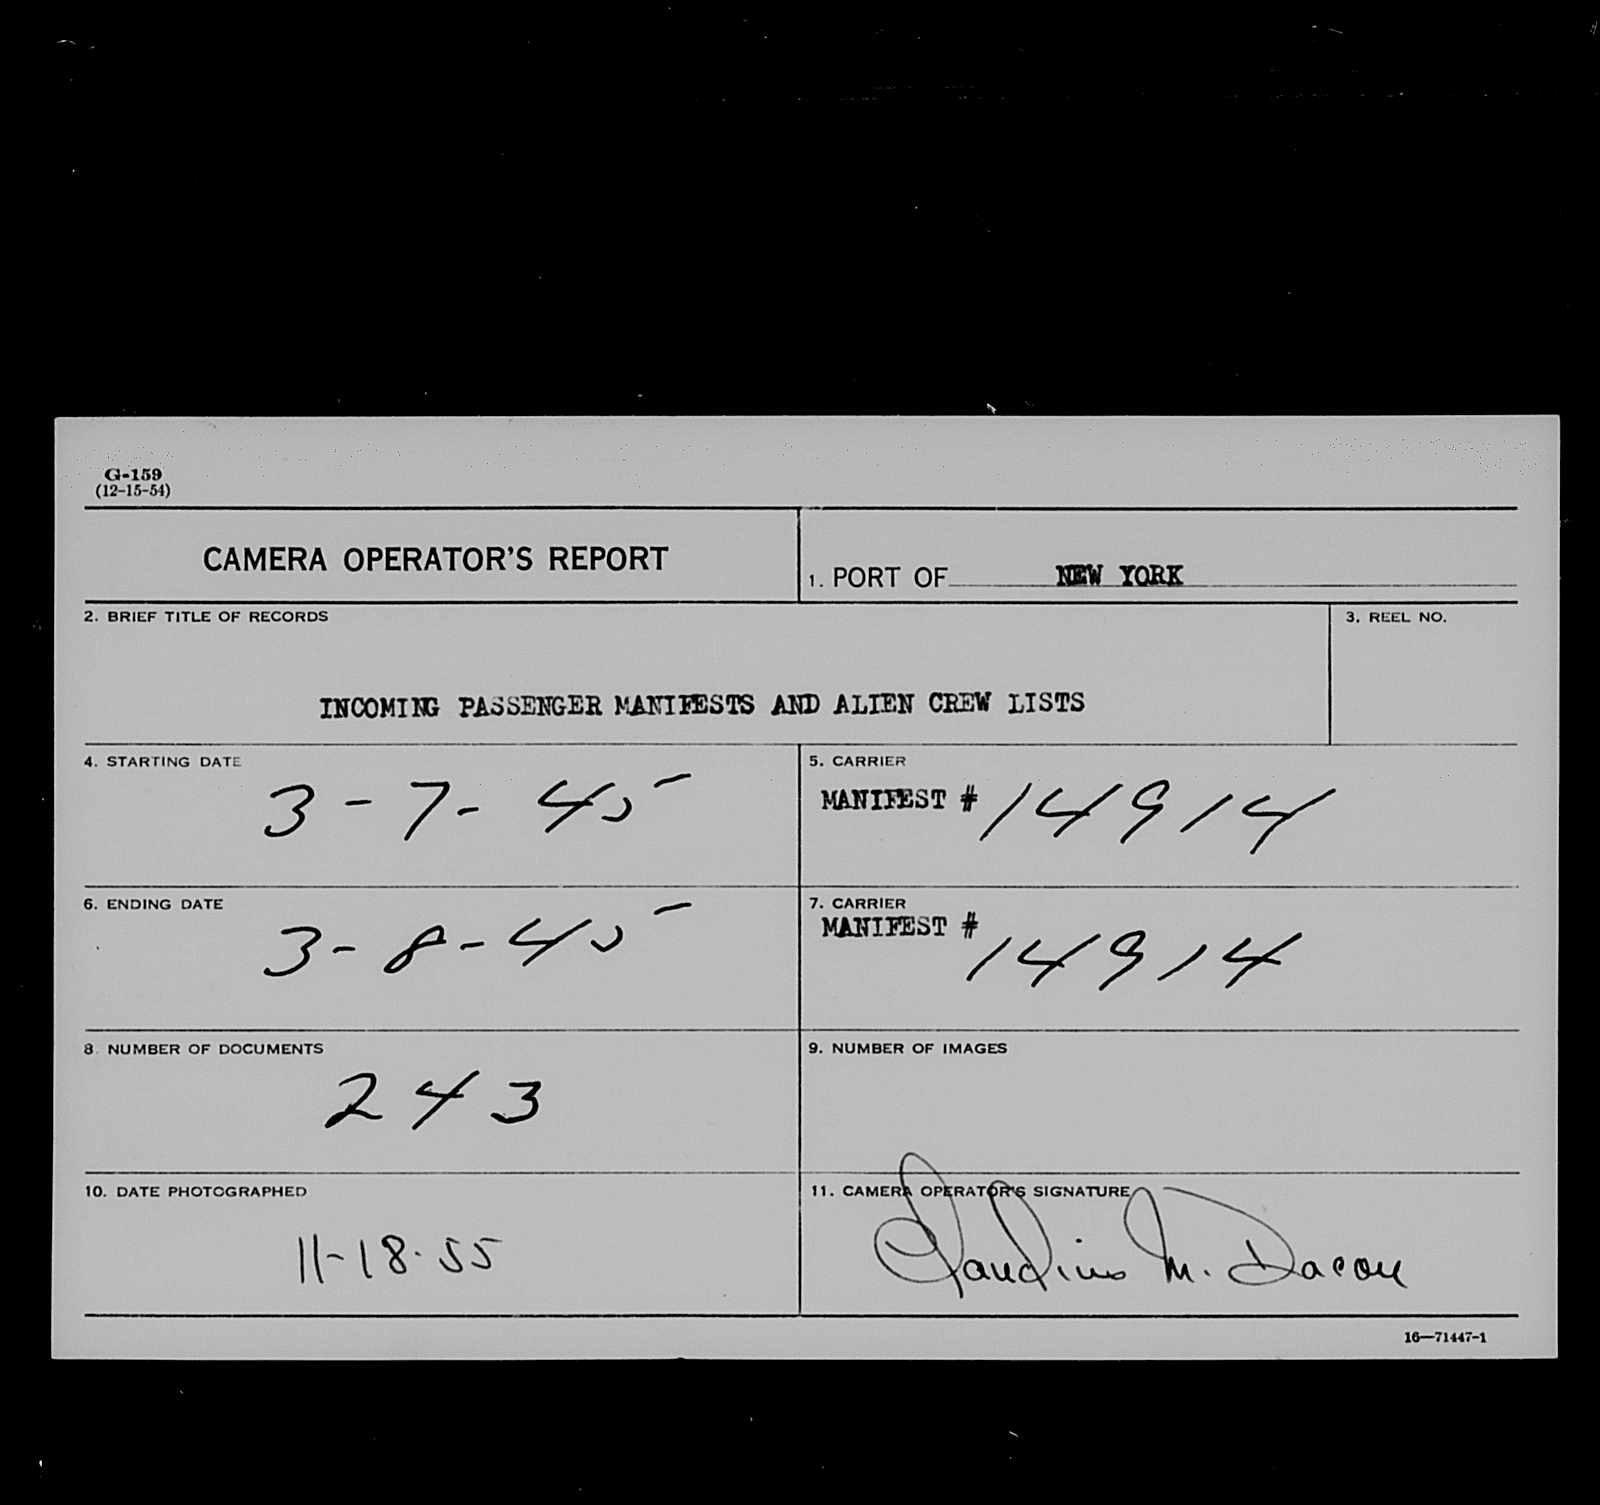 G-159
(12-15-54)
CAMERA OPERATOR'S REPORT
1. PORT OF NEW YORK
2. BRIEF TITLE OF RECORDS
3. REEL NO.
INCOMING PASSENGER MANIFESTS AND ALIEN CREW LISTS
4. STARTING DATE
3-7-45
5. CARRIER
MANIFEST # 14914
6. ENDING DATE
3-8-45
7. CARRIER
MANIFEST # 14914
8. NUMBER OF DOCUMENTS
243
9. NUMBER OF IMAGES
10. DATE PHOTOGRAPHED
11-18-55
11. CAMERA OPERATOR'S SIGNATURE
Claudius M. Dacon
16—71447-1